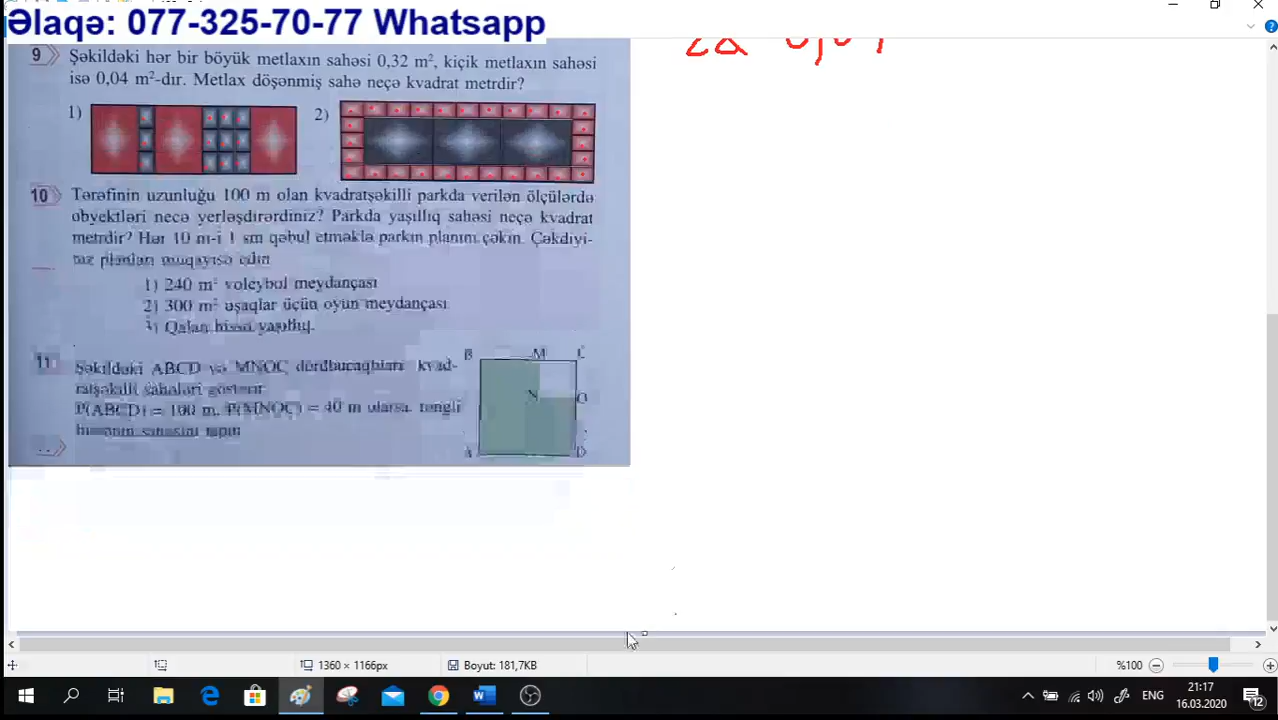 Əlaqə: 077-325-70-77 Whatsapp
9 Şəkildəki hər bir böyük metlaxın sahəsi 0,32 m², kiçik metlaxın sahəsi
isə 0,04 m²-dır. Metlax döşənmiş sahə neçə kvadrat metrdir?
1) 2)
10 Tərəfinin uzunluğu 100 m olan kvadratşəkilli parkda verilən ölçülərdə
obyektləri necə yerləşdirərdiniz? Parkda yaşıllıq sahəsi neçə kvadrat
metrdir? Hər 10 m-i 1 sm qəbul etməklə parkın planını çəkin. Çəkdiyi-
niz planları müqayisə edin
1) 240 m² voleybol meydançası
2) 300 m² uşaqlar üçün oyun meydançası
3) Qalan hissə yaşıllıq.
11 Şəkildəki ABCD və MNOC dördbucaqlıları kvad-
ratşəkilli sahələri göstərir
P(ABCD) = 100 m, P(MNOC) = 40 m olarsa, rəngli
hissənin sahəsini tapın
B M C
N O
A D
1360 × 1166px
Boyut: 181,7KB
%100
ENG
21:17
16.03.2020
12